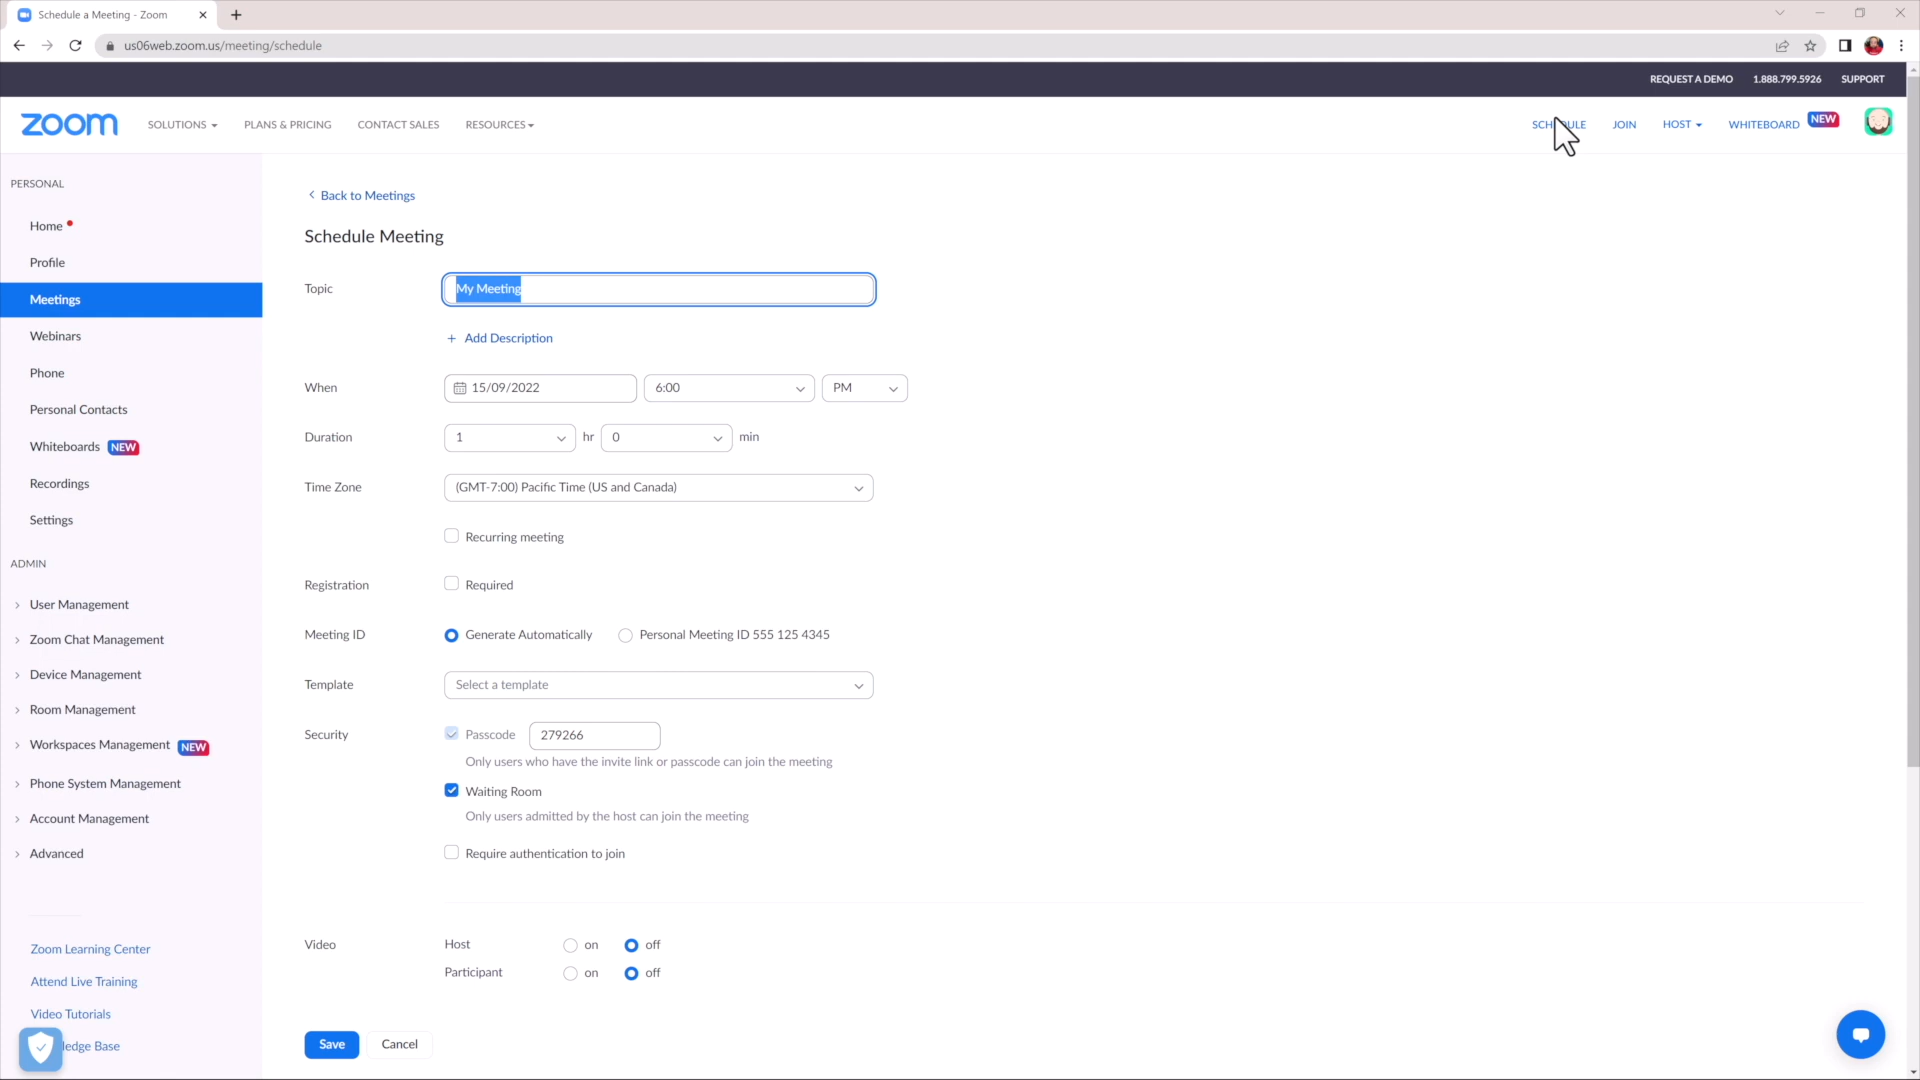 Schedule a Meeting - Zoom
us06web.zoom.us/meeting/schedule
REQUEST A DEMO 1.888.799.5926 SUPPORT
zoom SOLUTIONS PLANS & PRICING CONTACT SALES RESOURCES SCHEDULE JOIN HOST WHITEBOARD NEW
PERSONAL
Home
Profile
Meetings
Webinars
Phone
Personal Contacts
Whiteboards NEW
Recordings
Settings
ADMIN
User Management
Zoom Chat Management
Device Management
Room Management
Workspaces Management NEW
Phone System Management
Account Management
Advanced
Zoom Learning Center
Attend Live Training
Video Tutorials
ledge Base
Back to Meetings
Schedule Meeting
Topic My Meeting
+ Add Description
When 15/09/2022 6:00 PM
Duration 1 hr 0 min
Time Zone (GMT-7:00) Pacific Time (US and Canada)
Recurring meeting
Registration Required
Meeting ID Generate Automatically Personal Meeting ID 555 125 4345
Template Select a template
Security Passcode 279266
Only users who have the invite link or passcode can join the meeting
Waiting Room
Only users admitted by the host can join the meeting
Require authentication to join
Video Host on off
Participant on off
Save Cancel